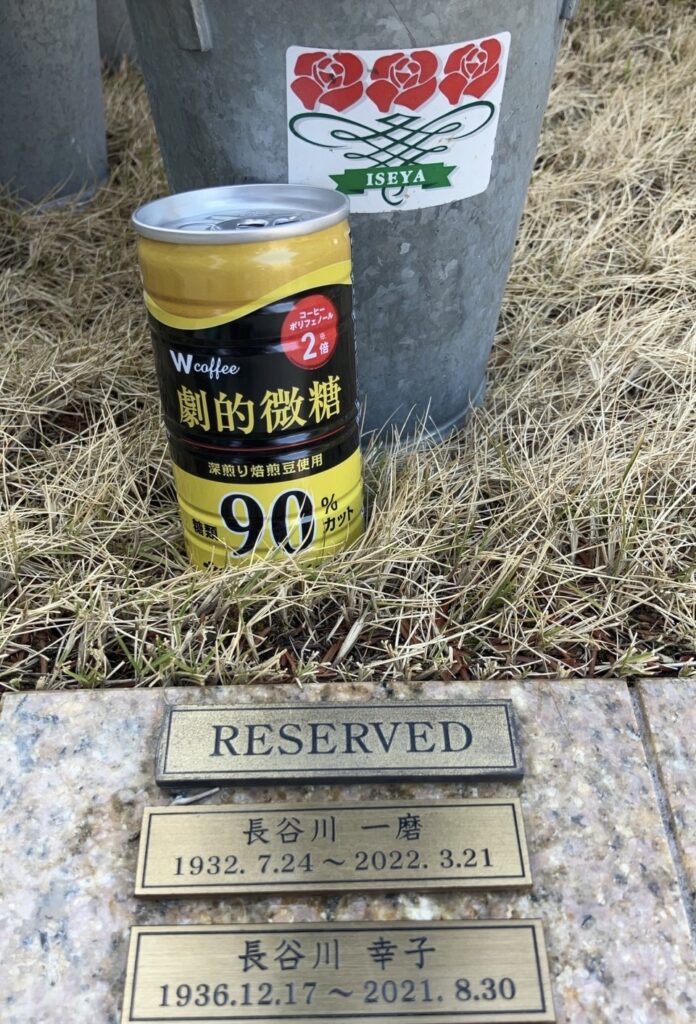 ISEYA
コーヒー
ポリフェノール
2倍
W coffee
劇的微糖
深煎り焙煎豆使用
糖類 90% カット
RESERVED
長谷川 一磨
1932. 7.24 ～ 2022. 3.21
長谷川 幸子
1936.12.17 ～ 2021. 8.30